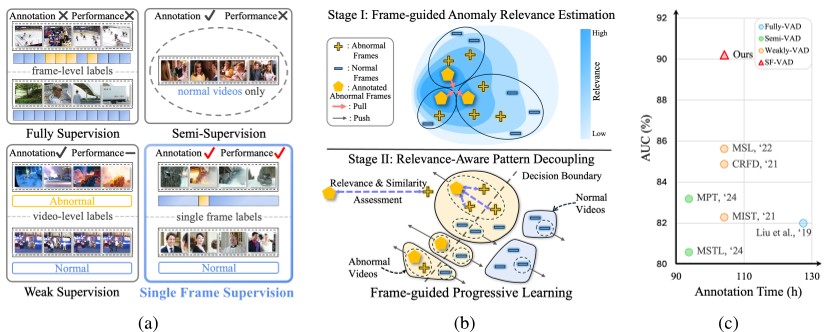 Annotation ✕ Performance ✕
frame-level labels
Fully Supervision
Annotation ✓ Performance ✕
normal videos only
Semi-Supervision
Annotation ✓ Performance —
Abnormal
video-level labels
Normal
Weak Supervision
Annotation ✓ Performance ✓
single frame labels
Normal
Single Frame Supervision
(a)
Stage I: Frame-guided Anomaly Relevance Estimation
: Abnormal
Frames
: Normal
Frames
: Annotated
Abnormal Frames
: Pull
: Push
High
Relevance
Low
Stage II: Relevance-Aware Pattern Decoupling
Relevance & Similarity
Assessment
Decision Boundary
Normal
Videos
Abnormal
Videos
Frame-guided Progressive Learning
(b)
92
90
88
86
84
82
80
AUC (%)
Fully-VAD
Semi-VAD
Weakly-VAD
SF-VAD
Ours
MSL, '22
CRFD, '21
MPT, '24
MIST, '21
Liu et al., '19
MSTL, '24
90
110
130
Annotation Time (h)
(c)